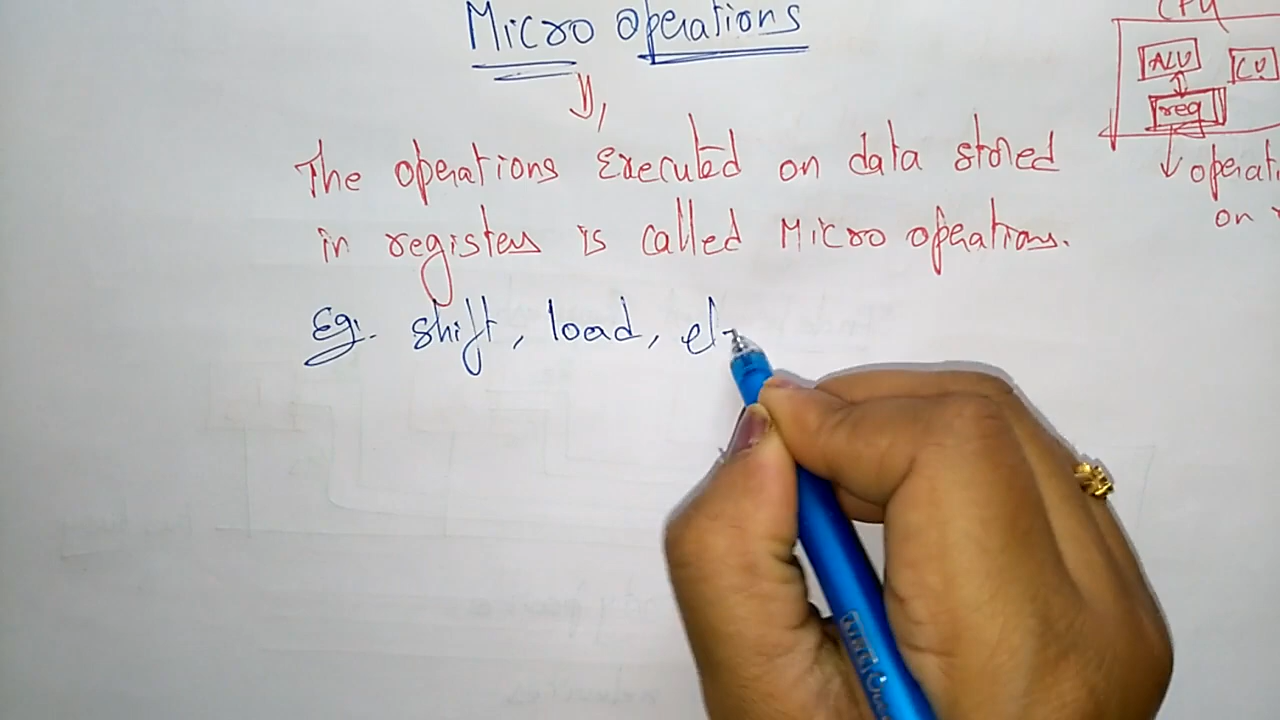 Micro operations
CPU
ALU
CU
reg
The operations executed on data stored
operati
in registers is called Micro operations.
on
Eg:- shift, load, et